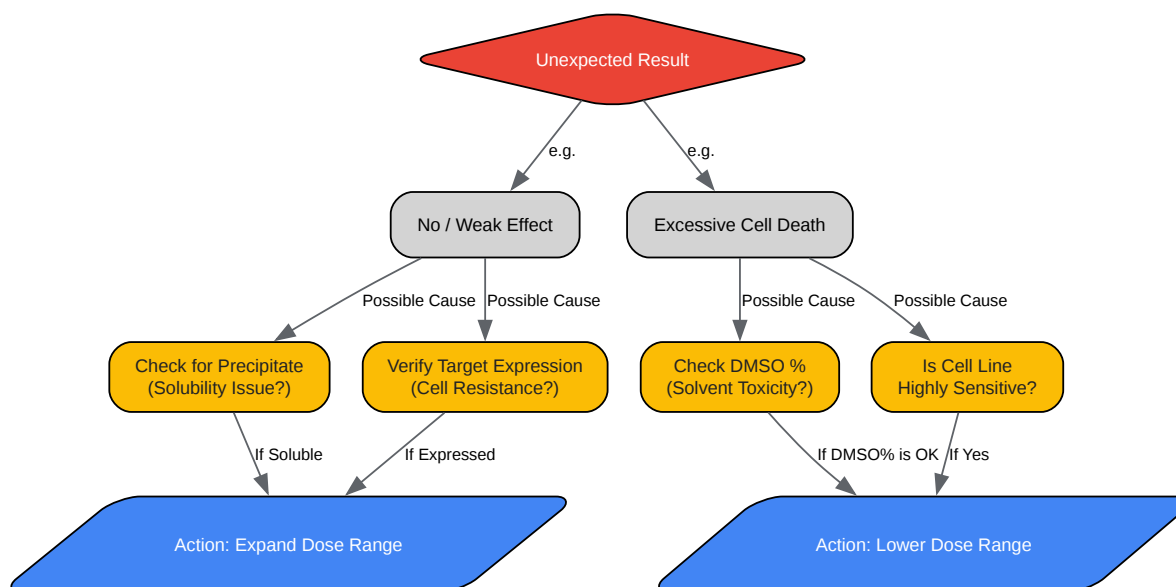 Unexpected Result
e.g.
e.g.
No / Weak Effect
Excessive Cell Death
Possible Cause
Possible Cause
Possible Cause
Possible Cause
Check for Precipitate
(Solubility Issue?)
Verify Target Expression
(Cell Resistance?)
Check DMSO %
(Solvent Toxicity?)
Is Cell Line
Highly Sensitive?
If Soluble
If Expressed
If DMSO% is OK
If Yes
Action: Expand Dose Range
Action: Lower Dose Range